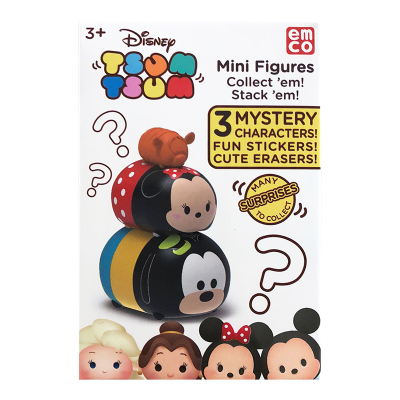 3+
Disney
TSUM
TSUM
emco
Mini Figures
Collect 'em!
Stack 'em!
3 MYSTERY
CHARACTERS!
FUN STICKERS!
CUTE ERASERS!
MANY
SURPRISES
TO COLLECT